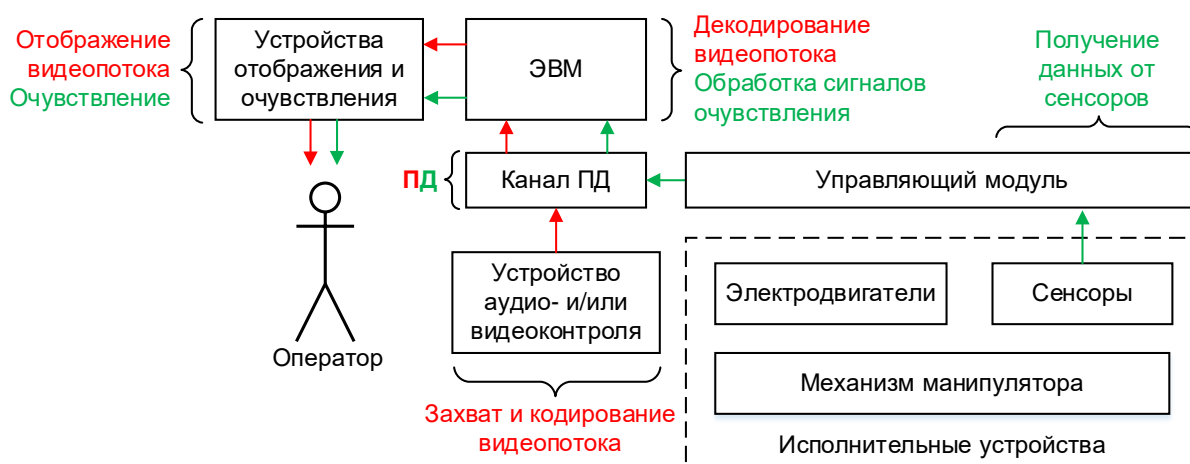 Отображение
видеопотока
Очувствление
Устройства
отображения и
очувствления
ЭВМ
Декодирование
видеопотока
Обработка сигналов
очувствления
Получение
данных от
сенсоров
ПД
Канал ПД
Управляющий модуль
Оператор
Устройство
аудио- и/или
видеоконтроля
Захват и кодирование
видеопотока
Электродвигатели
Сенсоры
Механизм манипулятора
Исполнительные устройства